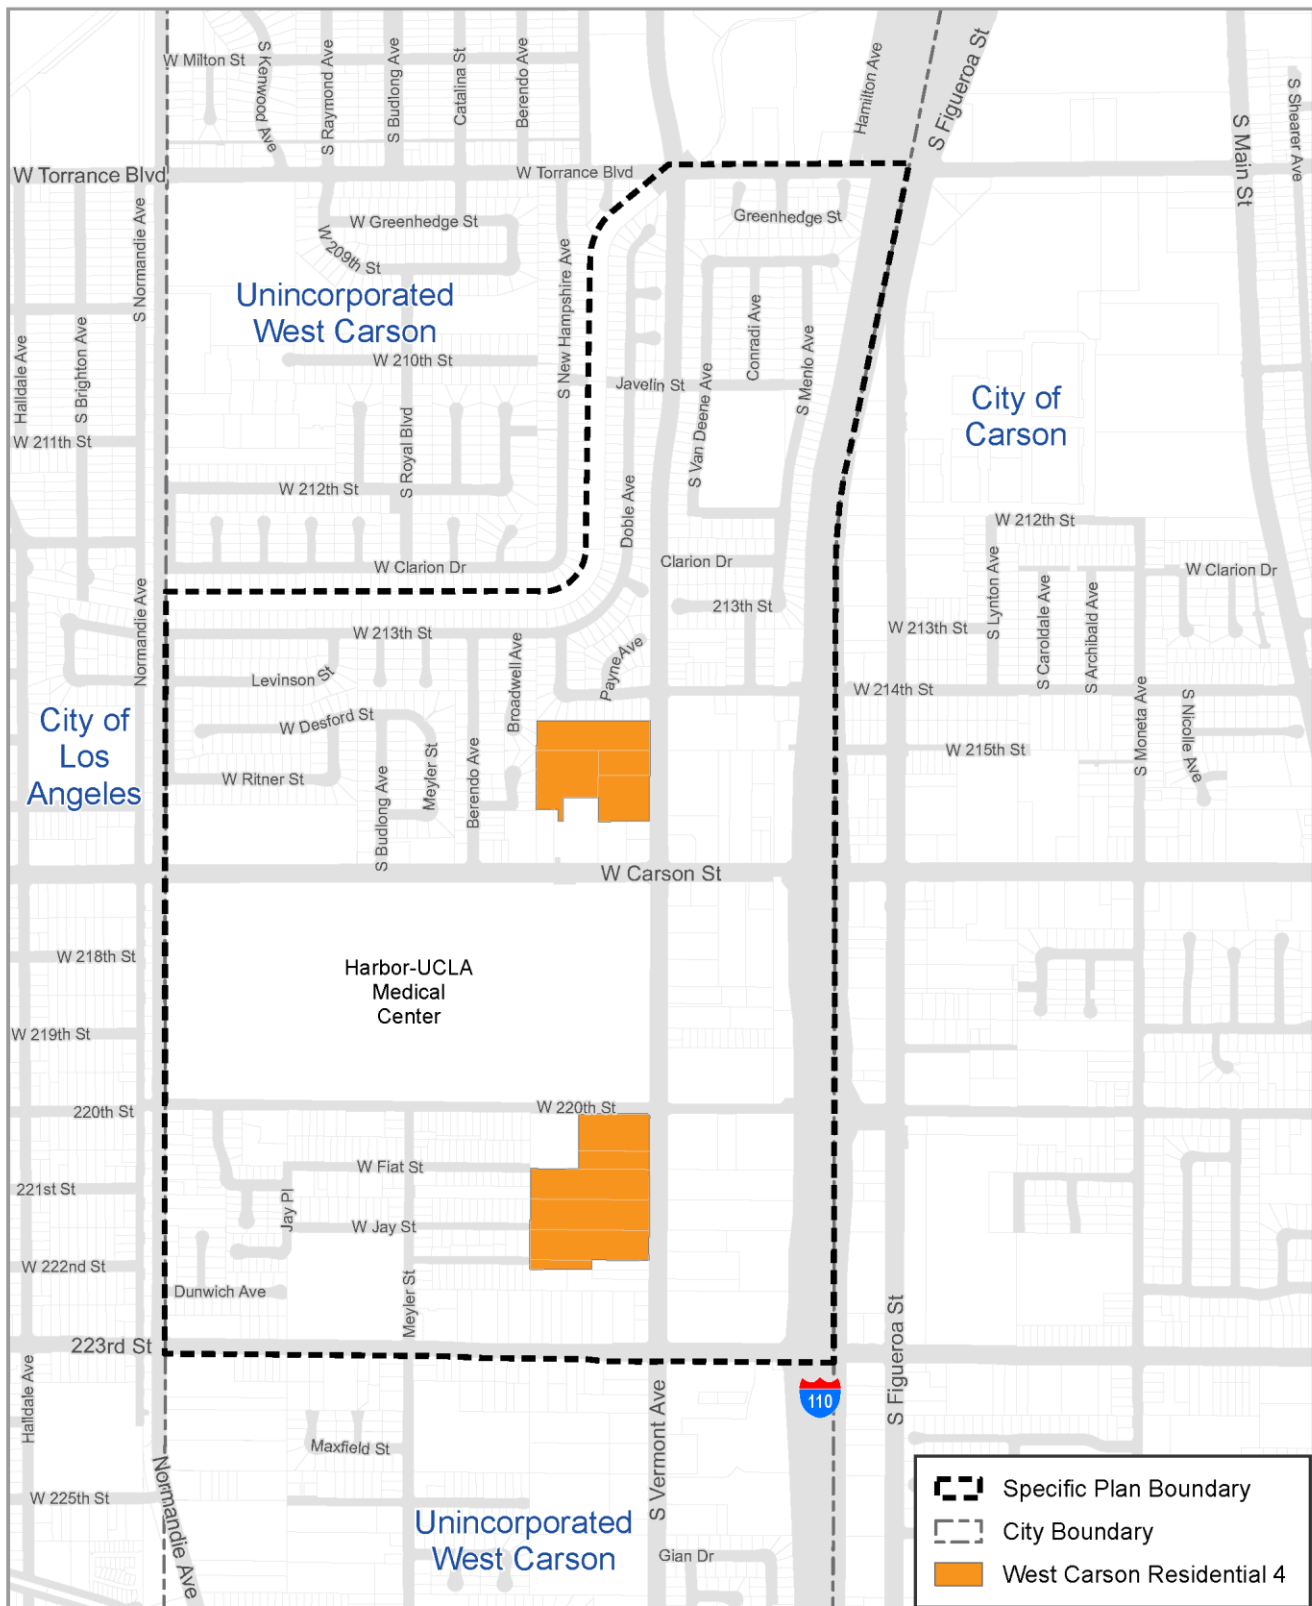 W Milton St
S Kenwood Ave
S Raymond Ave
S Budlong Ave
Catalina St
Berendo Ave
Hamilton Ave
S Figueroa St
S Main St
S Shearer Ave
W Torrance Blvd
W Torrance Blvd
S Normandie Ave
W Greenhedge St
W 209th St
Greenhedge St
S New Hampshire Ave
Unincorporated
West Carson
Halldale Ave
S Brighton Ave
W 210th St
Javelin St
Conradi Ave
S Menlo Ave
S Van Deene Ave
City of
Carson
W 211th St
S Royal Blvd
W 212th St
Doble Ave
W 212th St
W Clarion Dr
Clarion Dr
W Clarion Dr
S Lynton Ave
S Caroldale Ave
S Archibald Ave
Normandie Ave
213th St
W 213th St
W 213th St
Broadwell Ave
Payne Ave
Levinson St
W 214th St
S Moneta Ave
S Nicolle Ave
City of
Los
Angeles
W Desford St
W 215th St
W Ritner St
S Budlong Ave
Meyler St
Berendo Ave
W Carson St
W 218th St
Harbor-UCLA
Medical
Center
W 219th St
220th St
W 220th St
W Fiat St
221st St
Jay Pl
W Jay St
W 222nd St
Dunwich Ave
Meyler St
223rd St
S Figueroa St
110
Halldale Ave
S Vermont Ave
Maxfield St
Normandie Ave
W 225th St
Unincorporated
West Carson
Gian Dr
Specific Plan Boundary
City Boundary
West Carson Residential 4